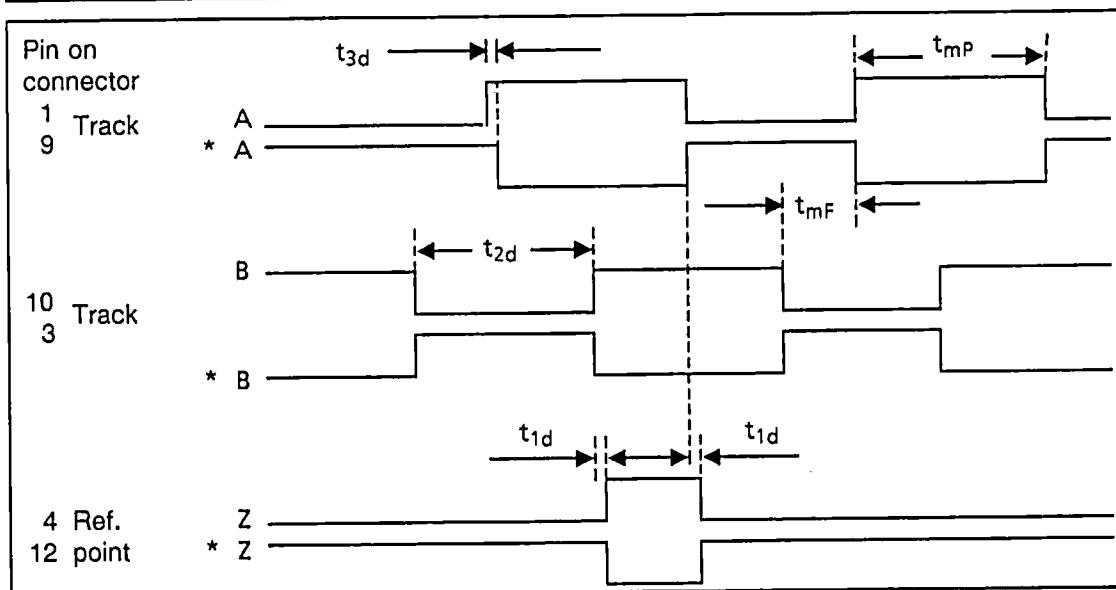 Pin on
connector
t3d
tmP
1
Track
9
A
* A
tmF
t2d
B
10
Track
3
* B
t1d
t1d
4 Ref.
Z
12 point
* Z